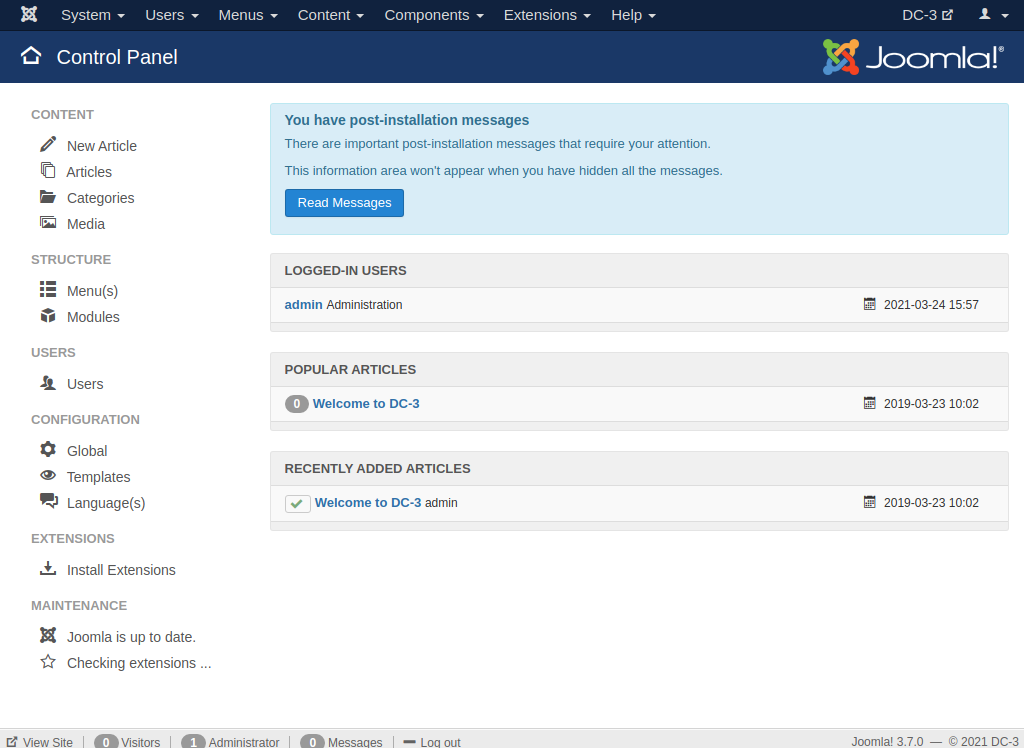 System Users Menus Content Components Extensions Help DC-3
Control Panel
Joomla!®
CONTENT
New Article
Articles
Categories
Media
STRUCTURE
Menu(s)
Modules
USERS
Users
CONFIGURATION
Global
Templates
Language(s)
EXTENSIONS
Install Extensions
MAINTENANCE
Joomla is up to date.
Checking extensions ...
You have post-installation messages
There are important post-installation messages that require your attention.
This information area won't appear when you have hidden all the messages.
Read Messages
LOGGED-IN USERS
admin Administration 2021-03-24 15:57
POPULAR ARTICLES
0 Welcome to DC-3 2019-03-23 10:02
RECENTLY ADDED ARTICLES
Welcome to DC-3 admin 2019-03-23 10:02
View Site 0 Visitors 1 Administrator 0 Messages Log out Joomla! 3.7.0 — © 2021 DC-3